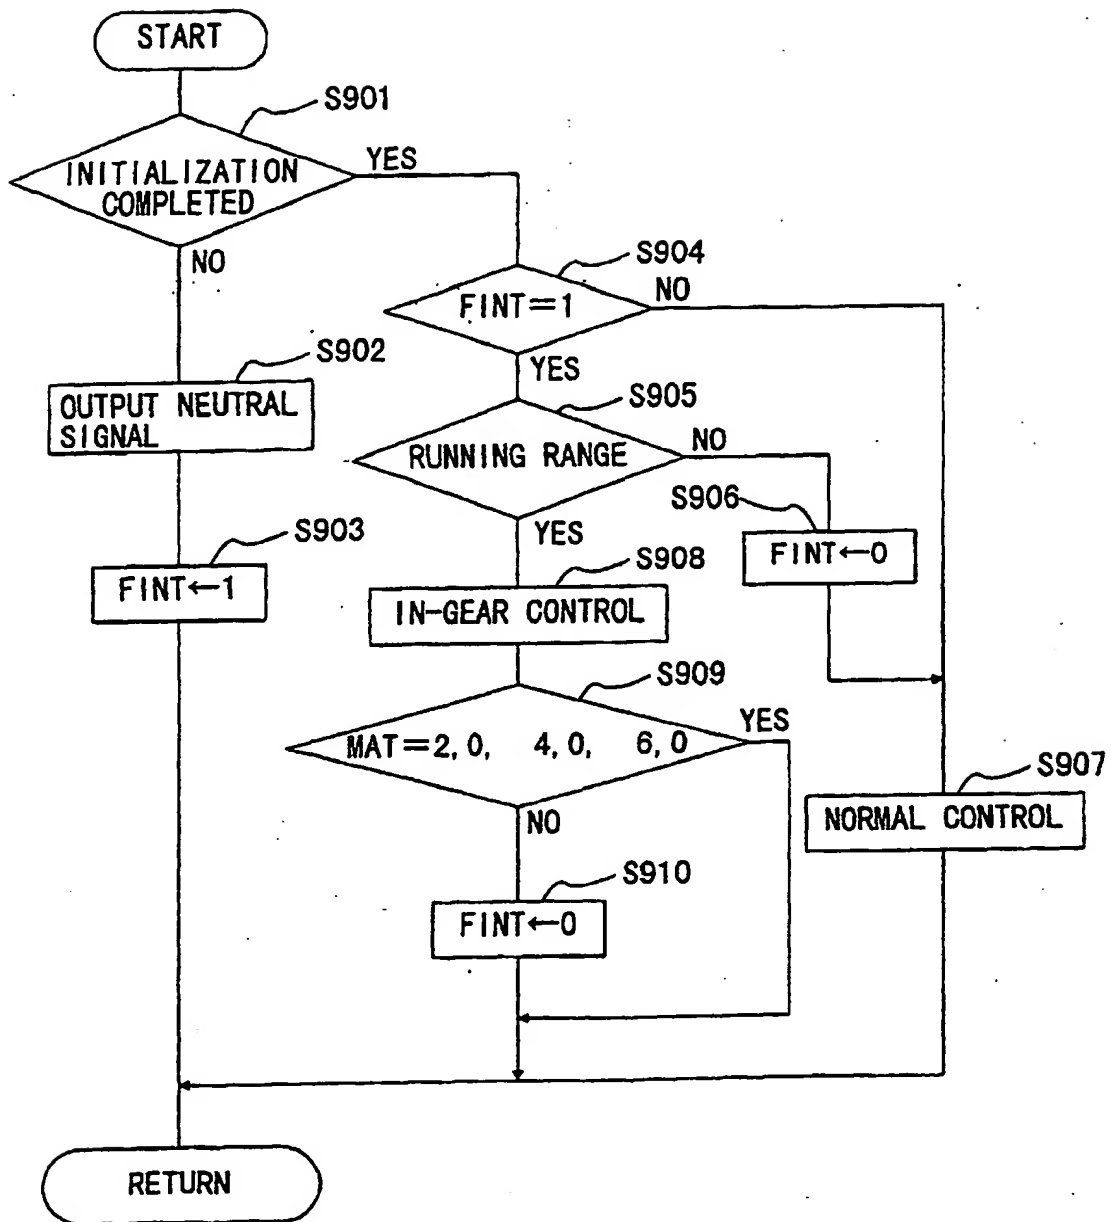 START
S901
INITIALIZATION
COMPLETED
YES
NO
S904
FINT=1
NO
YES
S902
OUTPUT NEUTRAL
SIGNAL
S905
RUNNING RANGE
NO
YES
S906
FINT←0
S903
FINT←1
S908
IN-GEAR CONTROL
S909
MAT=2,0, 4,0, 6,0
YES
NO
S907
NORMAL CONTROL
S910
FINT←0
RETURN